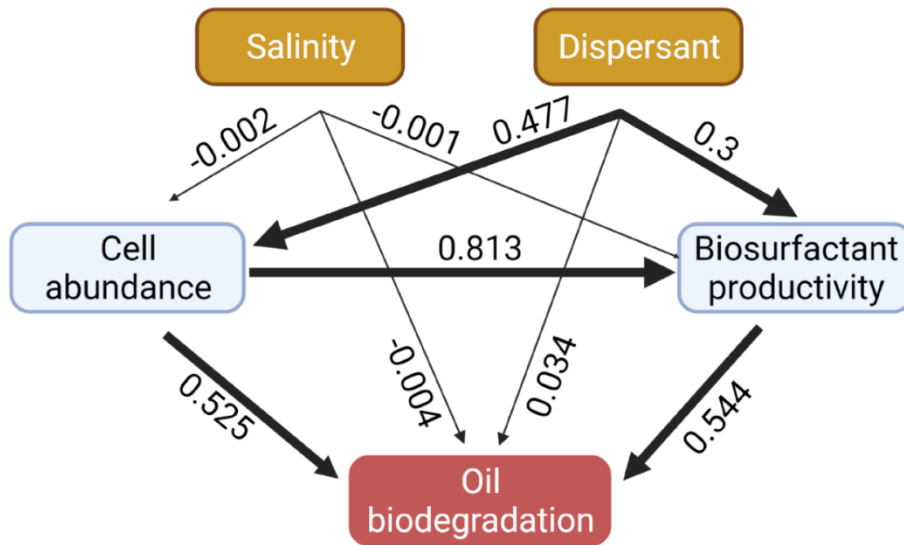 Salinity
Dispersant
-0.002
-0.001
0.477
0.3
Cell
abundance
0.813
Biosurfactant
productivity
0.525
-0.004
0.034
0.544
Oil
biodegradation